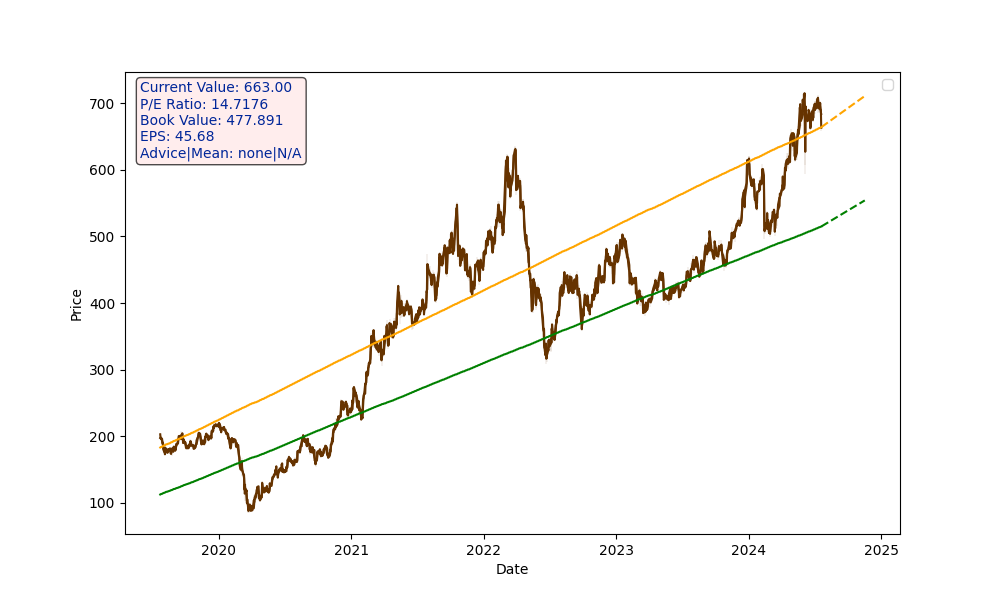 Current Value: 663.00
P/E Ratio: 14.7176
Book Value: 477.891
EPS: 45.68
Advice|Mean: none|N/A
700
600
500
400
300
200
100
Price
2020 2021 2022 2023 2024 2025
Date